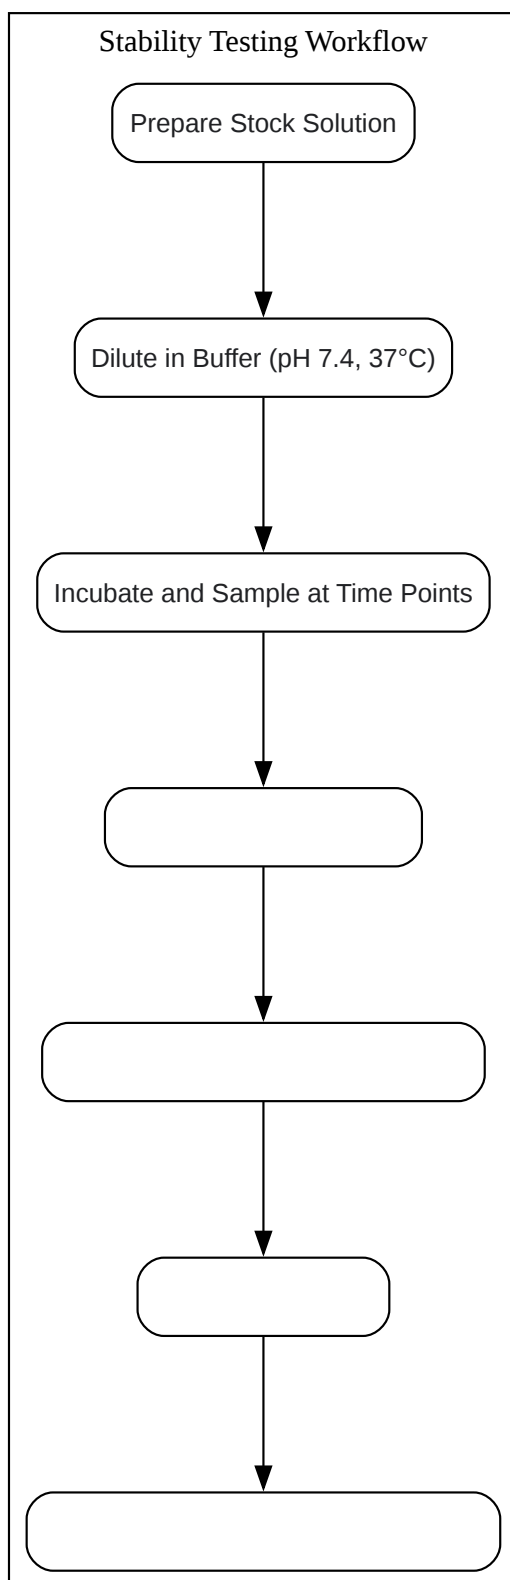 Stability Testing Workflow
Prepare Stock Solution
Dilute in Buffer (pH 7.4, 37°C)
Incubate and Sample at Time Points